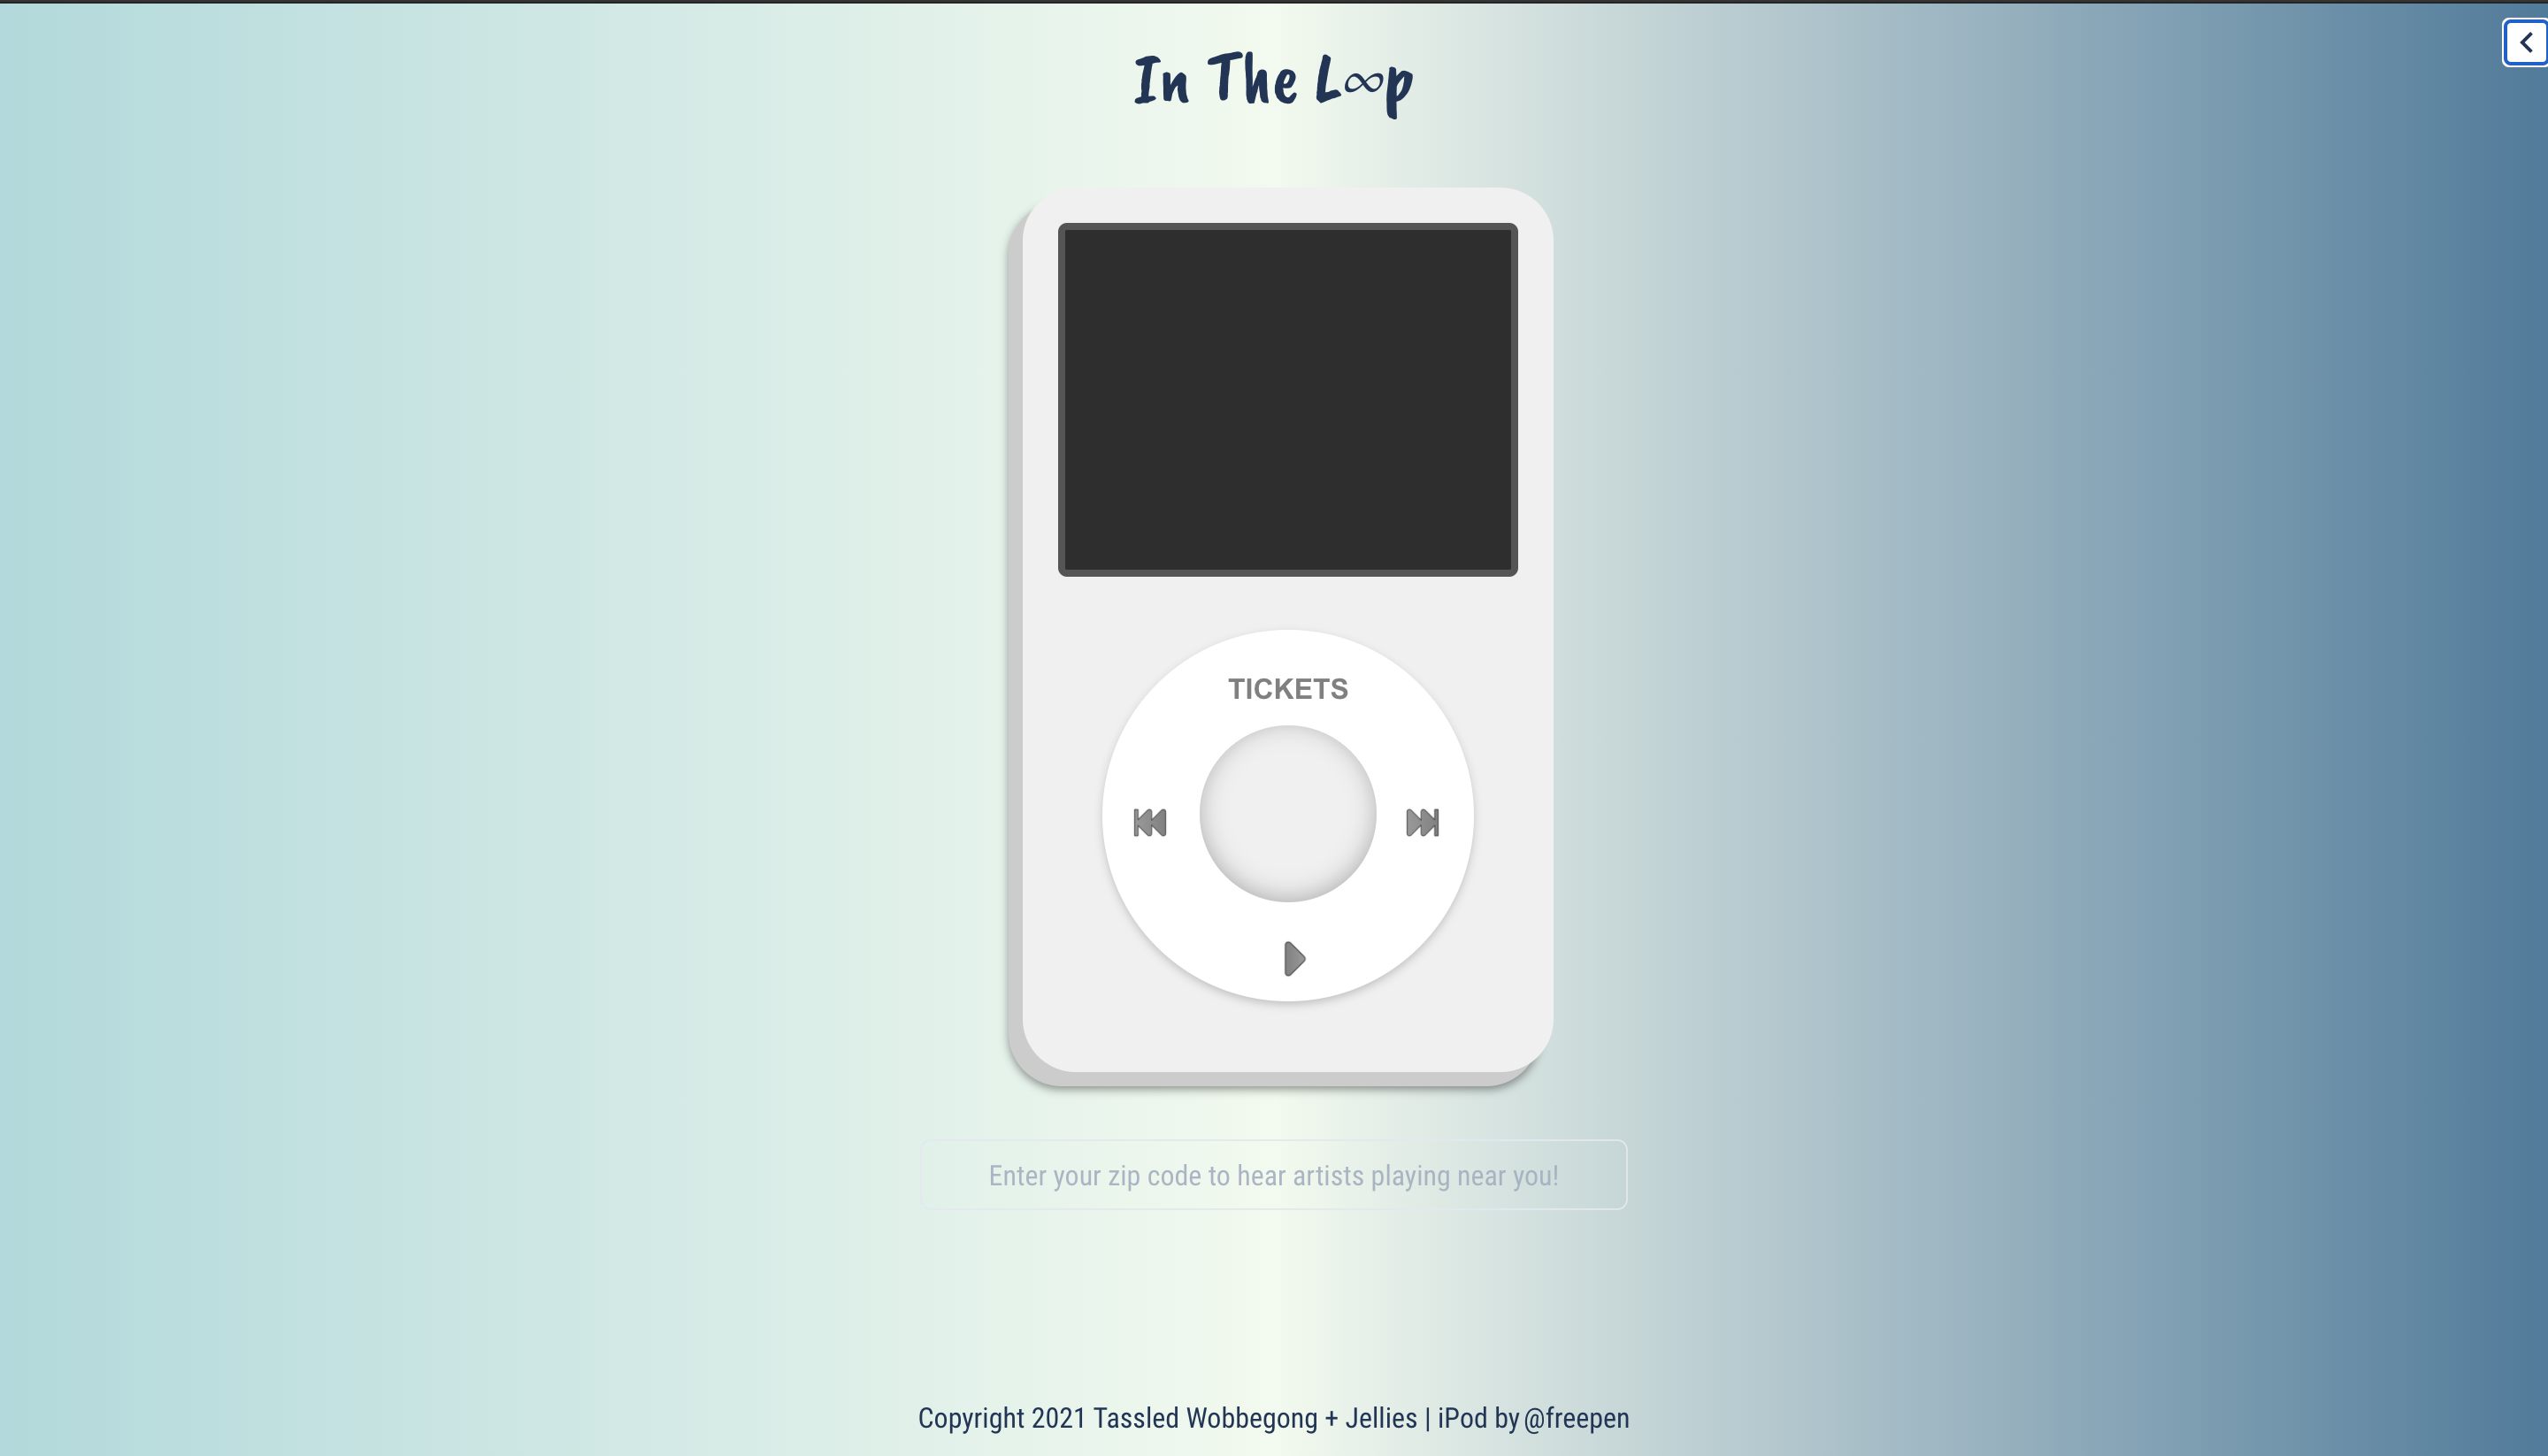 In The L∞p
TICKETS
Enter your zip code to hear artists playing near you!
Copyright 2021 Tassled Wobbegong + Jellies | iPod by @freepen